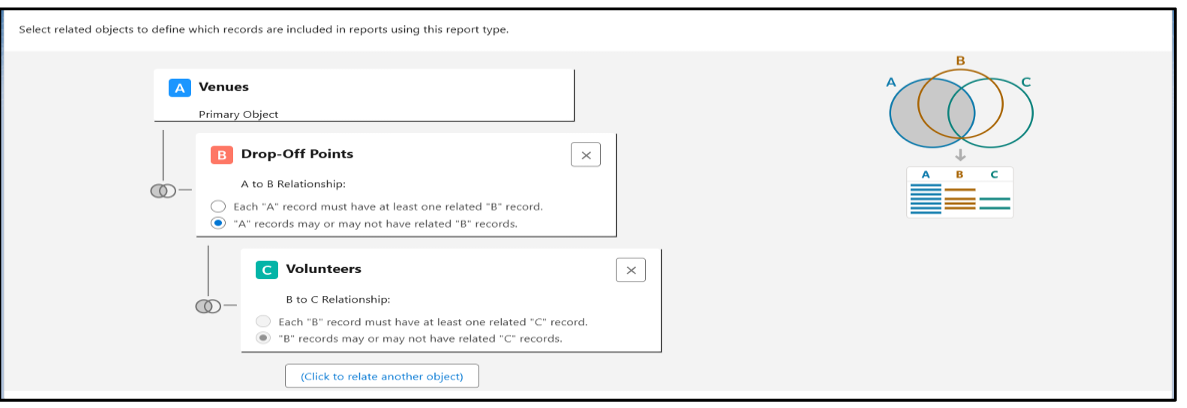 Select related objects to define which records are included in reports using this report type.
A Venues
Primary Object
B Drop-Off Points
A to B Relationship:
Each "A" record must have at least one related "B" record.
"A" records may or may not have related "B" records.
C Volunteers
B to C Relationship:
Each "B" record must have at least one related "C" record.
"B" records may or may not have related "C" records.
(Click to relate another object)
B
A C
A B C